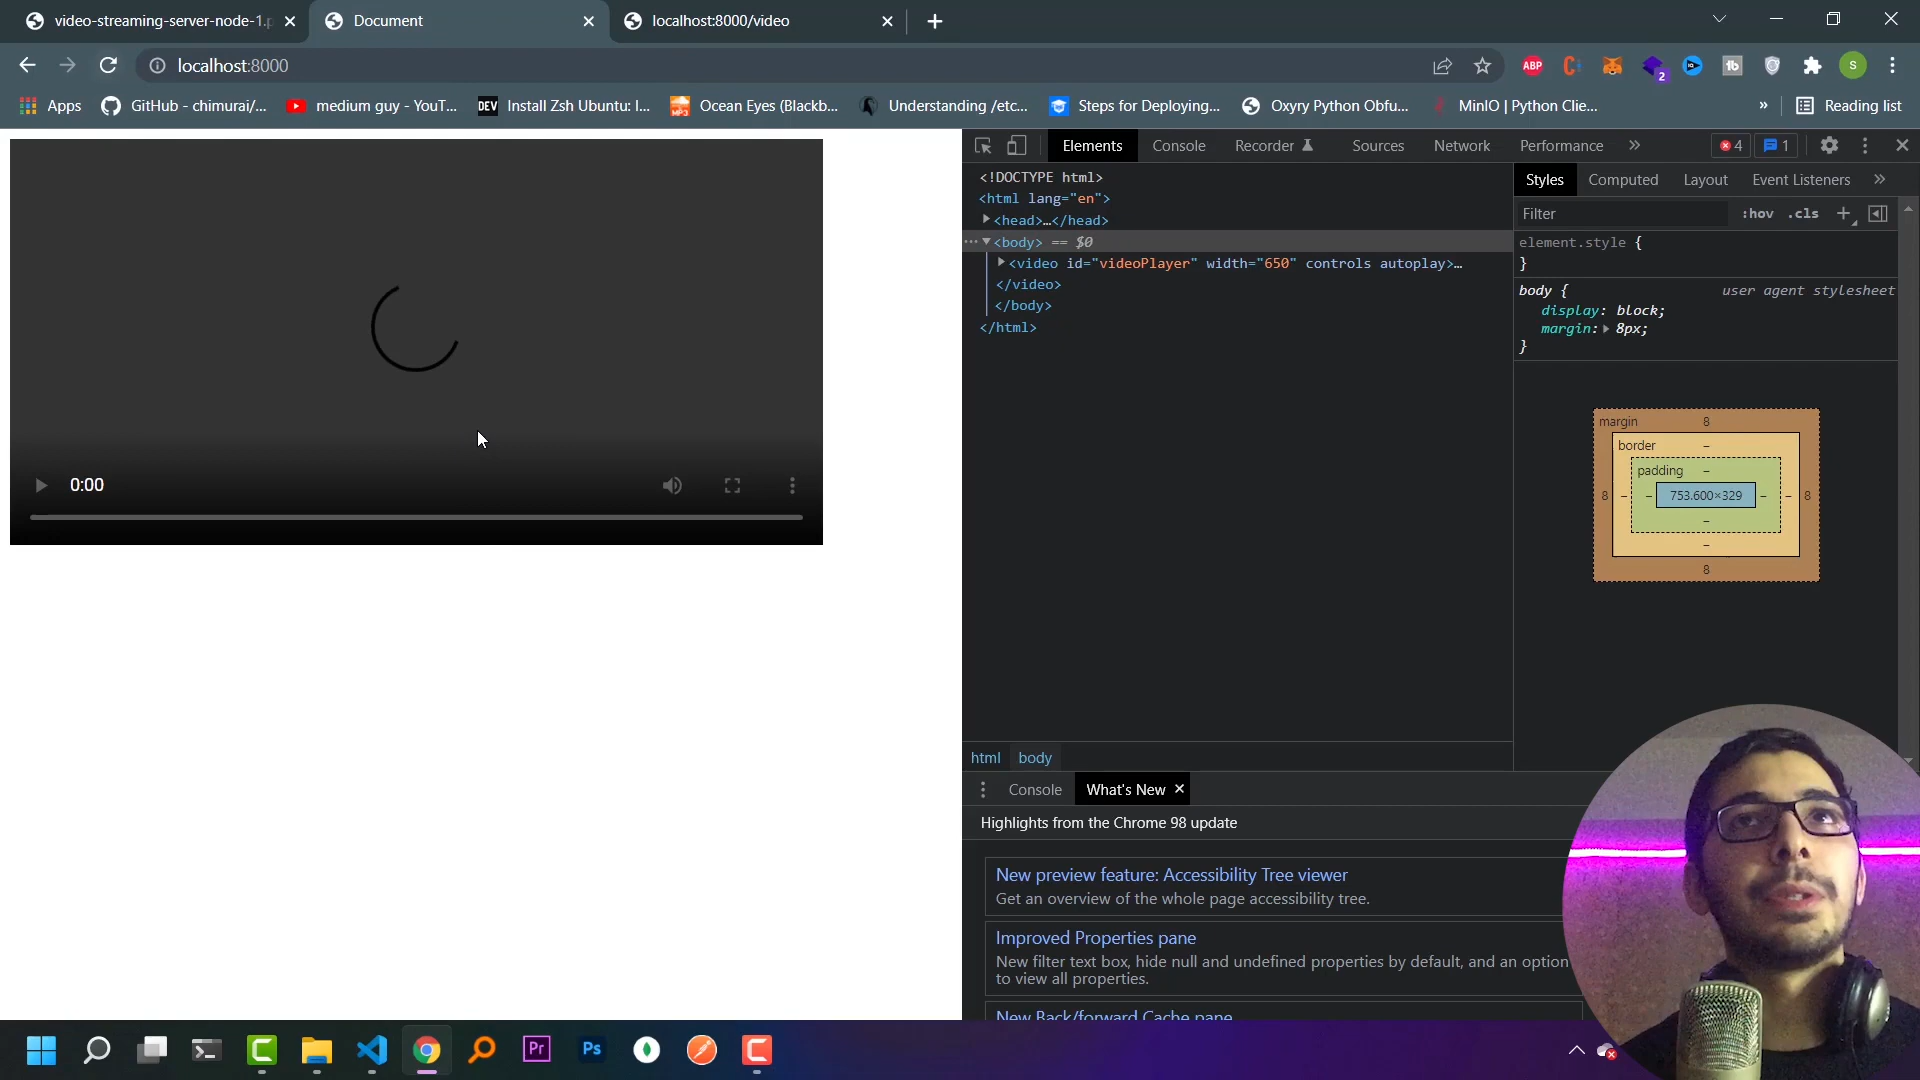 video-streaming-server-node-1.p
Document
localhost:8000/video
localhost:8000
ABP
2
S
Apps
GitHub - chimurai/...
medium guy - YouT...
DEV
Install Zsh Ubuntu: I...
MP3
Ocean Eyes (Blackb...
Understanding /etc...
Steps for Deploying...
Oxyry Python Obfu...
MinIO | Python Clie...
»
Reading list
Elements
Console
Recorder
Sources
Network
Performance
»
4
1
<!DOCTYPE html>
<html lang="en">
<head>…</head>
<body> == $0
<video id="videoPlayer" width="650" controls autoplay>…
</video>
</body>
</html>
html
body
Styles
Computed
Layout
Event Listeners
»
Filter
:hov
.cls
element.style {
}
body {
user agent stylesheet
display: block;
margin: 8px;
}
margin
8
border
–
padding
–
8
–
–
753.600×329
–
–
8
–
–
8
0:00
Console
What's New
Highlights from the Chrome 98 update
New preview feature: Accessibility Tree viewer
Get an overview of the whole page accessibility tree.
Improved Properties pane
New filter text box, hide null and undefined properties by default, and an option
to view all properties.
New Back/forward Cache pane
Pr
Ps